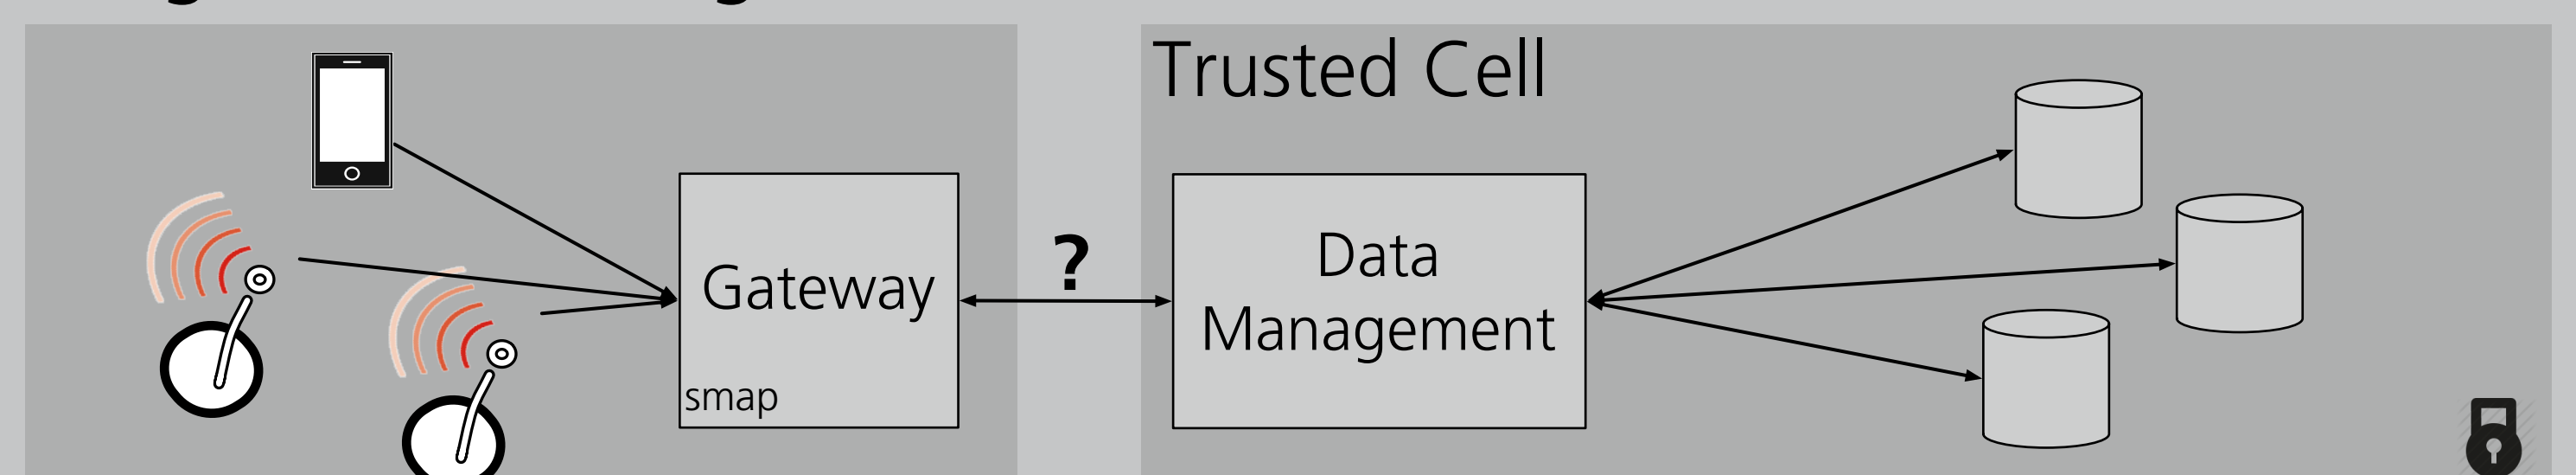 Trusted Cell
Gateway
smap
?
Data
Management